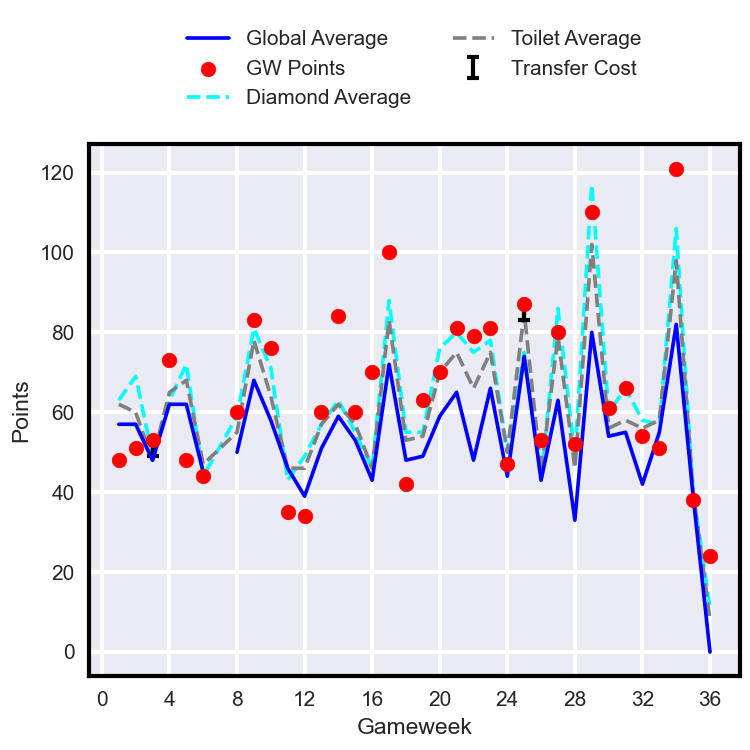 Global Average
GW Points
Diamond Average
Toilet Average
Transfer Cost
120
100
80
60
40
20
0
Points
0 4 8 12 16 20 24 28 32 36
Gameweek